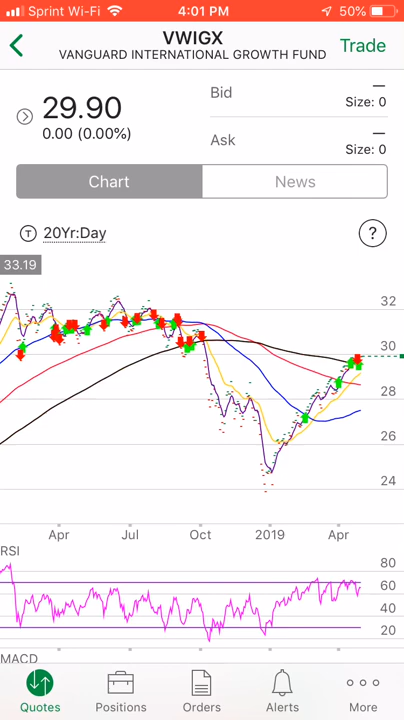 Sprint Wi-Fi 4:01 PM 50%
VWIGX
VANGUARD INTERNATIONAL GROWTH FUND
Trade
29.90
0.00 (0.00%)
Bid —
Size: 0
Ask —
Size: 0
Chart News
T 20Yr:Day ?
33.19
32
30
28
26
24
Apr Jul Oct 2019 Apr
RSI
80
60
40
20
MACD
Quotes Positions Orders Alerts More